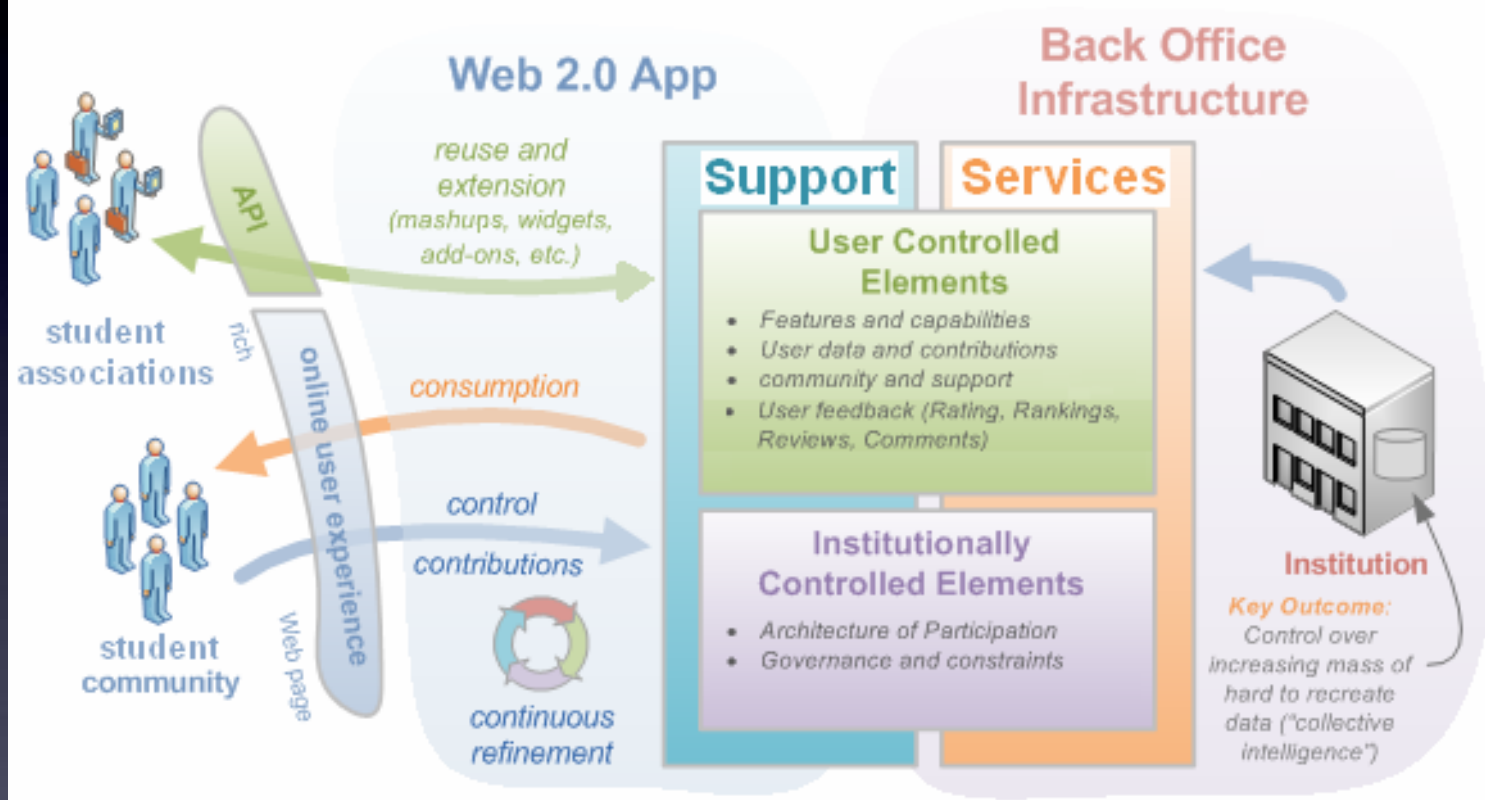 Web 2.0 App
Back Office
Infrastructure
API
reuse and
extension
(mashups, widgets,
add-ons, etc.)
student
associations
rich
online user experience
Web page
consumption
control
contributions
continuous
refinement
student
community
Support
Services
User Controlled
Elements
• Features and capabilities
• User data and contributions
• community and support
• User feedback (Rating, Rankings,
Reviews, Comments)
Institutionally
Controlled Elements
• Architecture of Participation
• Governance and constraints
Institution
Key Outcome:
Control over
increasing mass of
hard to recreate
data ("collective
intelligence")